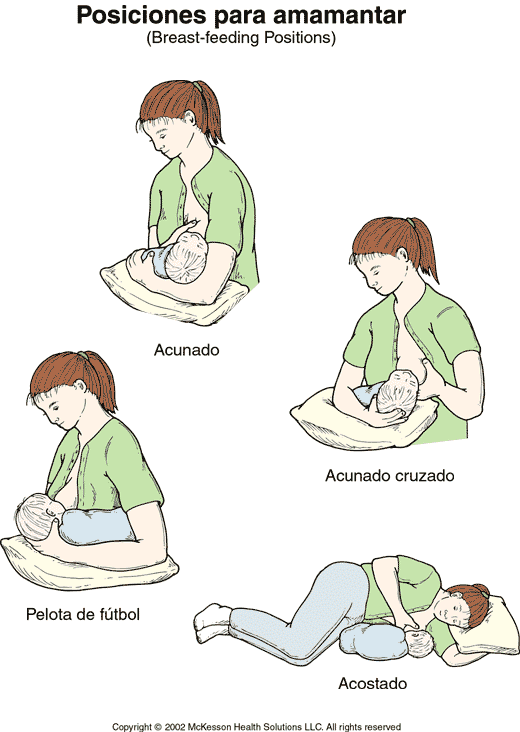 Posiciones para amamantar
(Breast-feeding Positions)
Acunado
Acunado cruzado
Pelota de fútbol
Acostado
Copyright © 2002 McKesson Health Solutions LLC. All rights reserved